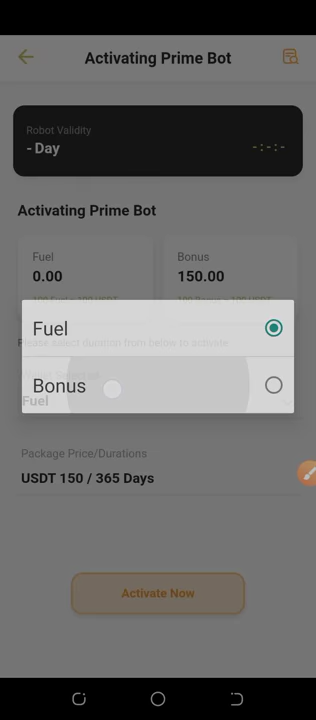 Activating Prime Bot
Robot Validity
- Day
-:-:-
Activating Prime Bot
Fuel
0.00
Bonus
150.00
100 Fuel = 100 USDT
100 Bonus = 100 USDT
Fuel
Please select duration from below to activate
Bonus
Fuel
Package Price/Durations
USDT 150 / 365 Days
Activate Now